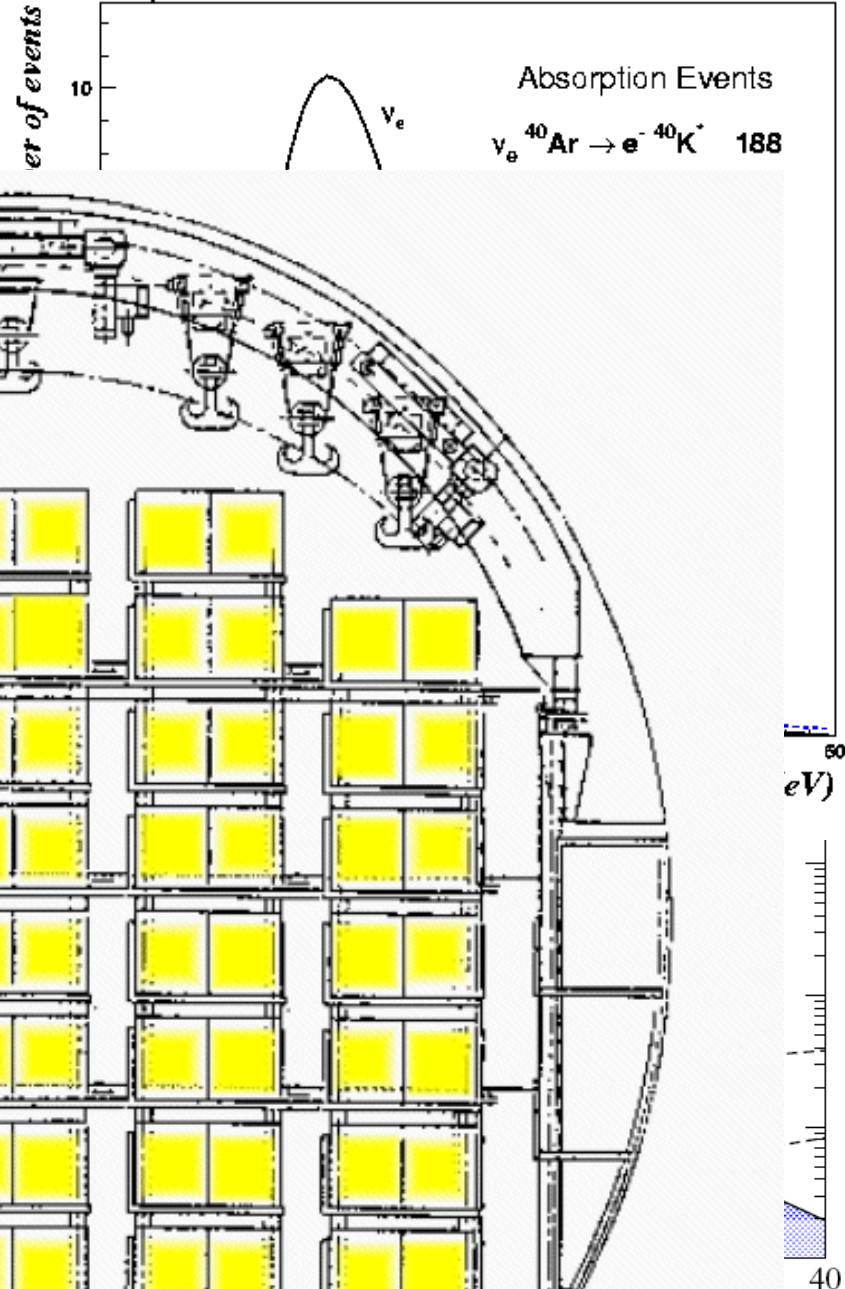 er of events
10
Absorption Events
νe
νe ⁴⁰Ar → e⁻ ⁴⁰K* 188
60
eV)
40